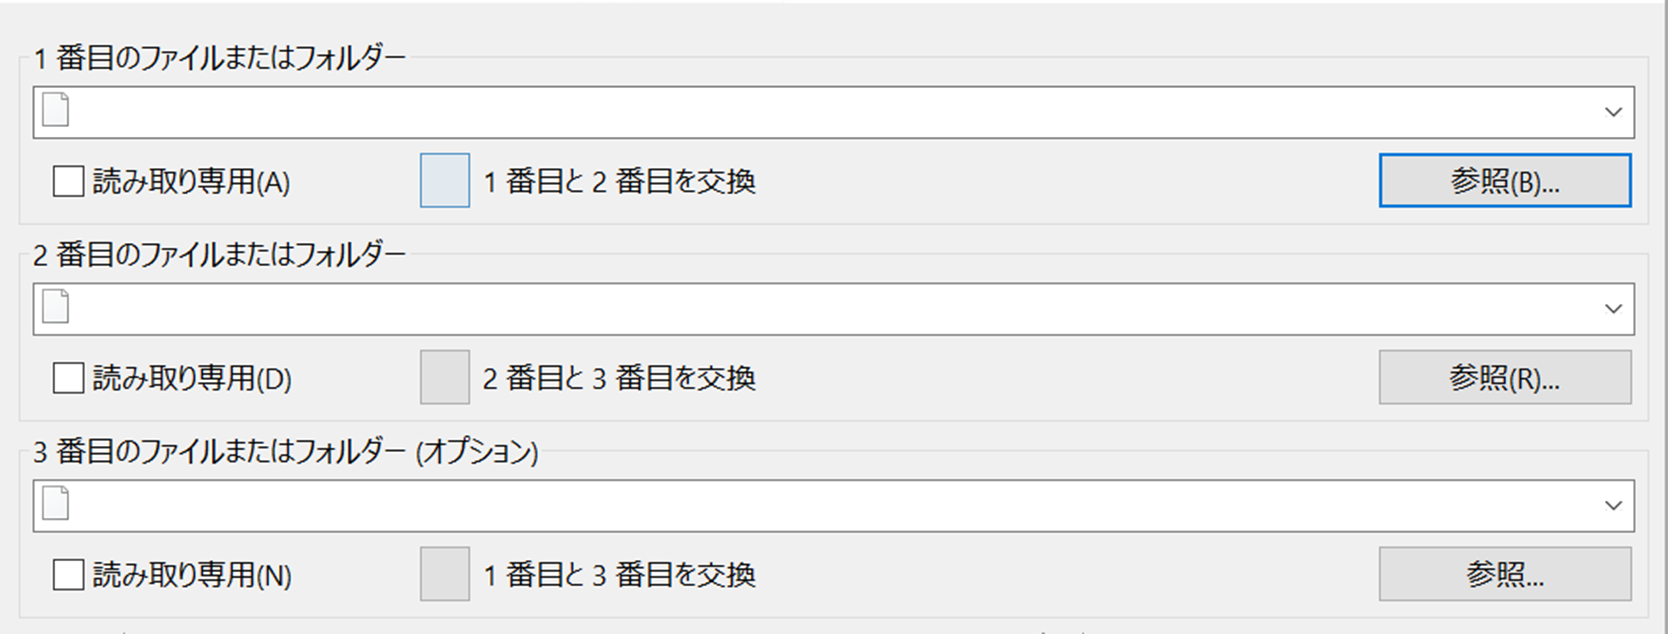 1 番目のファイルまたはフォルダー
読み取り専用(A)
1 番目と 2 番目を交換
参照(B)...
2 番目のファイルまたはフォルダー
読み取り専用(D)
2 番目と 3 番目を交換
参照(R)...
3 番目のファイルまたはフォルダー (オプション)
読み取り専用(N)
1 番目と 3 番目を交換
参照...